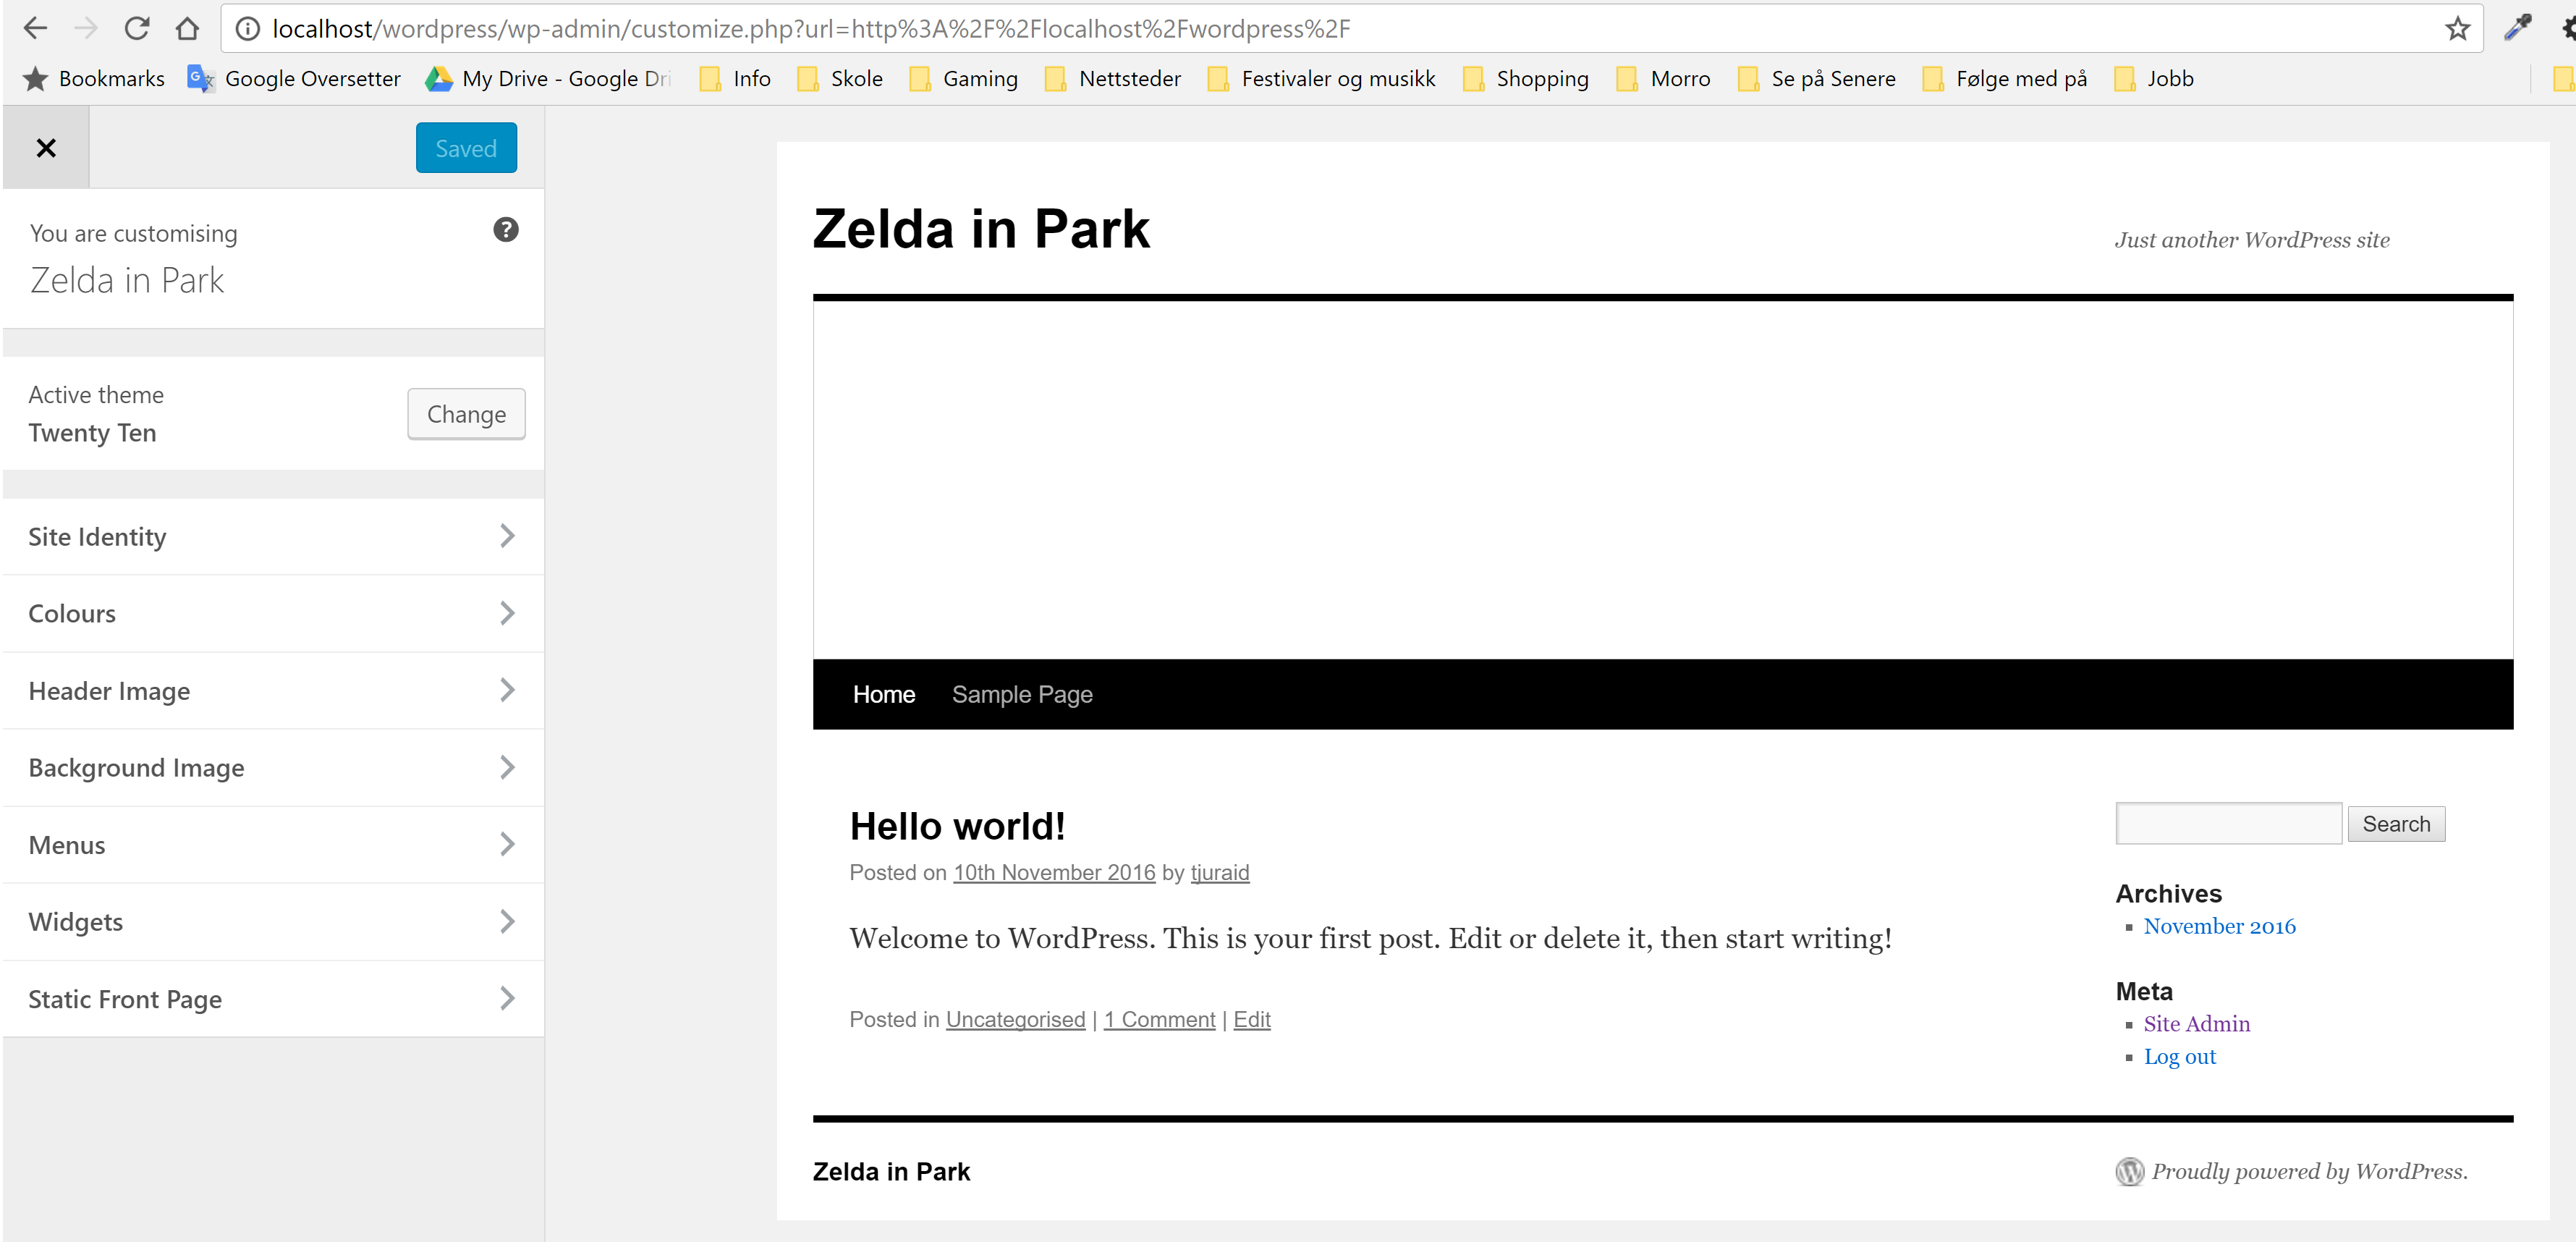 localhost/wordpress/wp-admin/customize.php?url=http%3A%2F%2Flocalhost%2Fwordpress%2F
Bookmarks Google Oversetter My Drive - Google Dri Info Skole Gaming Nettsteder Festivaler og musikk Shopping Morro Se på Senere Følge med på Jobb
Saved
You are customising
Zelda in Park
Active theme
Twenty Ten
Change
Site Identity
Colours
Header Image
Background Image
Menus
Widgets
Static Front Page
Zelda in Park
Just another WordPress site
Home Sample Page
Hello world!
Posted on 10th November 2016 by tjuraid
Welcome to WordPress. This is your first post. Edit or delete it, then start writing!
Posted in Uncategorised | 1 Comment | Edit
Search
Archives
November 2016
Meta
Site Admin
Log out
Zelda in Park
Proudly powered by WordPress.